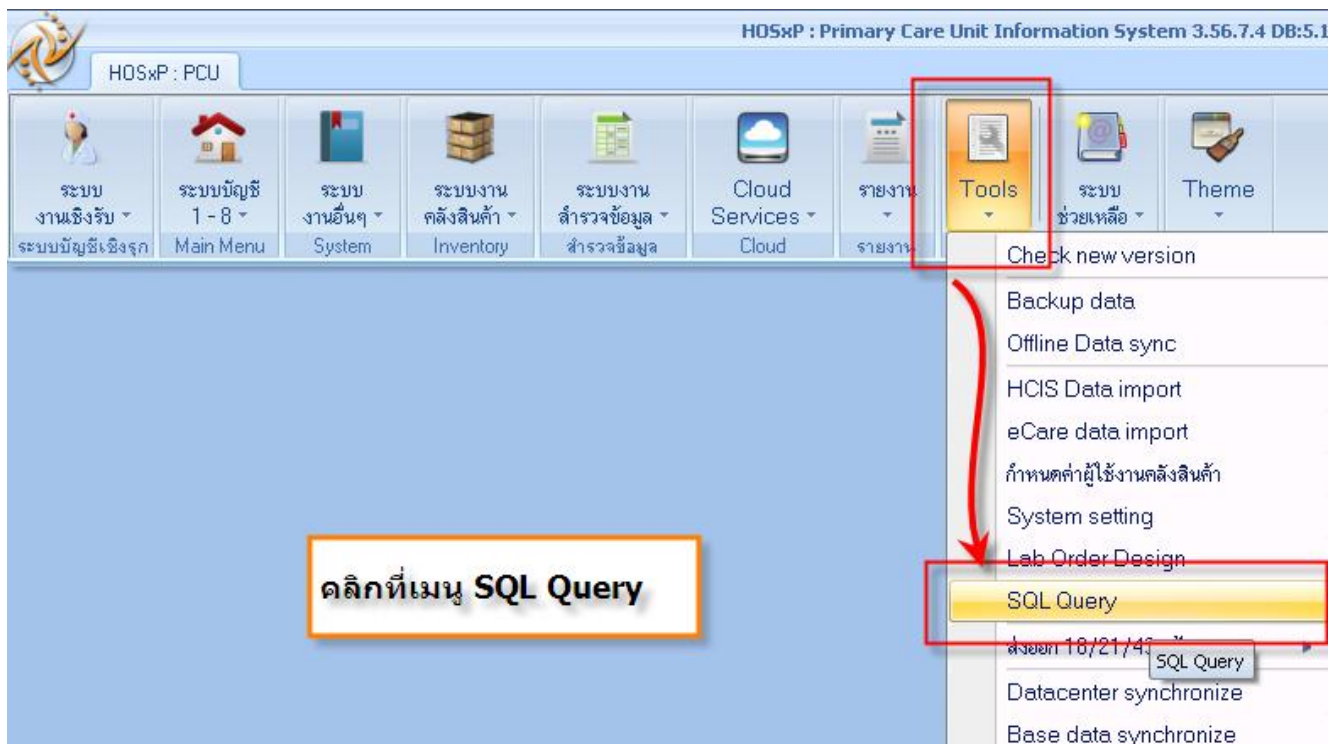 HOSxP : Primary Care Unit Information System 3.56.7.4 DB:5.1
HOSxP : PCU
ระบบ
งานเชิงรับ
ระบบบัญชีเชิงรุก
ระบบบัญชี
1 - 8
Main Menu
ระบบ
งานอื่นๆ
System
ระบบงาน
คลังสินค้า
Inventory
ระบบงาน
สำรวจข้อมูล
สำรวจข้อมูล
Cloud
Services
Cloud
รายงาน
รายงาน
Tools
ระบบ
ช่วยเหลือ
Theme
Check new version
Backup data
Offline Data sync
HCIS Data import
eCare data import
กำหนดค่าผู้ใช้งานคลังสินค้า
System setting
Lab Order Design
SQL Query
ส่งออก 18/21/43
SQL Query
Datacenter synchronize
Base data synchronize
คลิกที่เมนู SQL Query